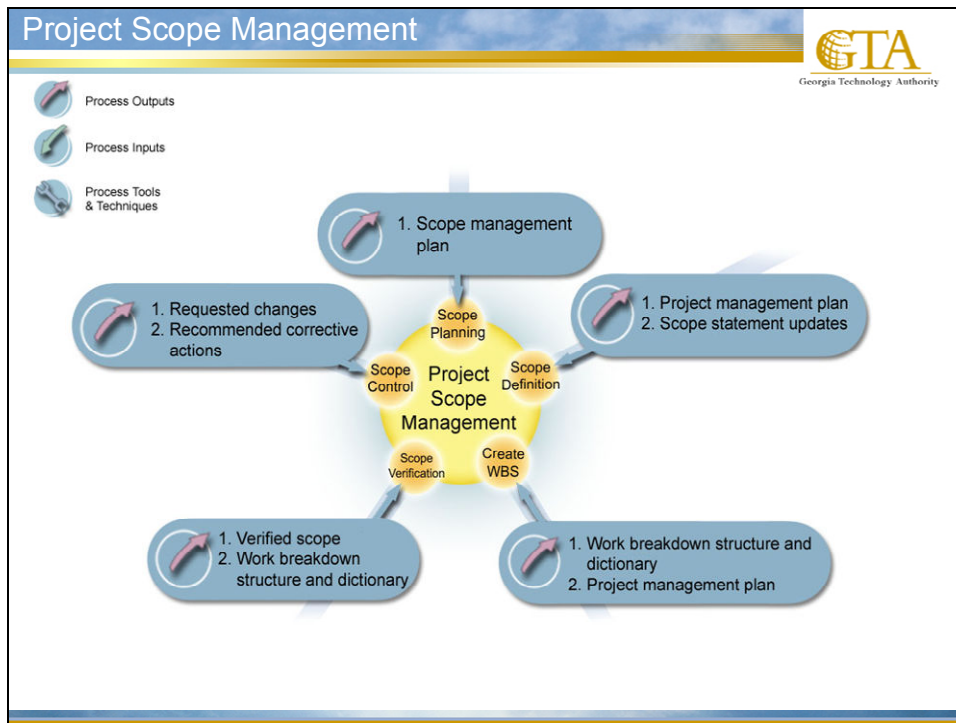 Project Scope Management
GTA
Georgia Technology Authority
Process Outputs
Process Inputs
Process Tools
& Techniques
1. Scope management
plan
1. Requested changes
2. Recommended corrective
actions
1. Project management plan
2. Scope statement updates
Scope
Planning
Scope
Control
Project
Scope
Management
Scope
Definition
Scope
Verification
Create
WBS
1. Verified scope
2. Work breakdown
structure and dictionary
1. Work breakdown structure and
dictionary
2. Project management plan